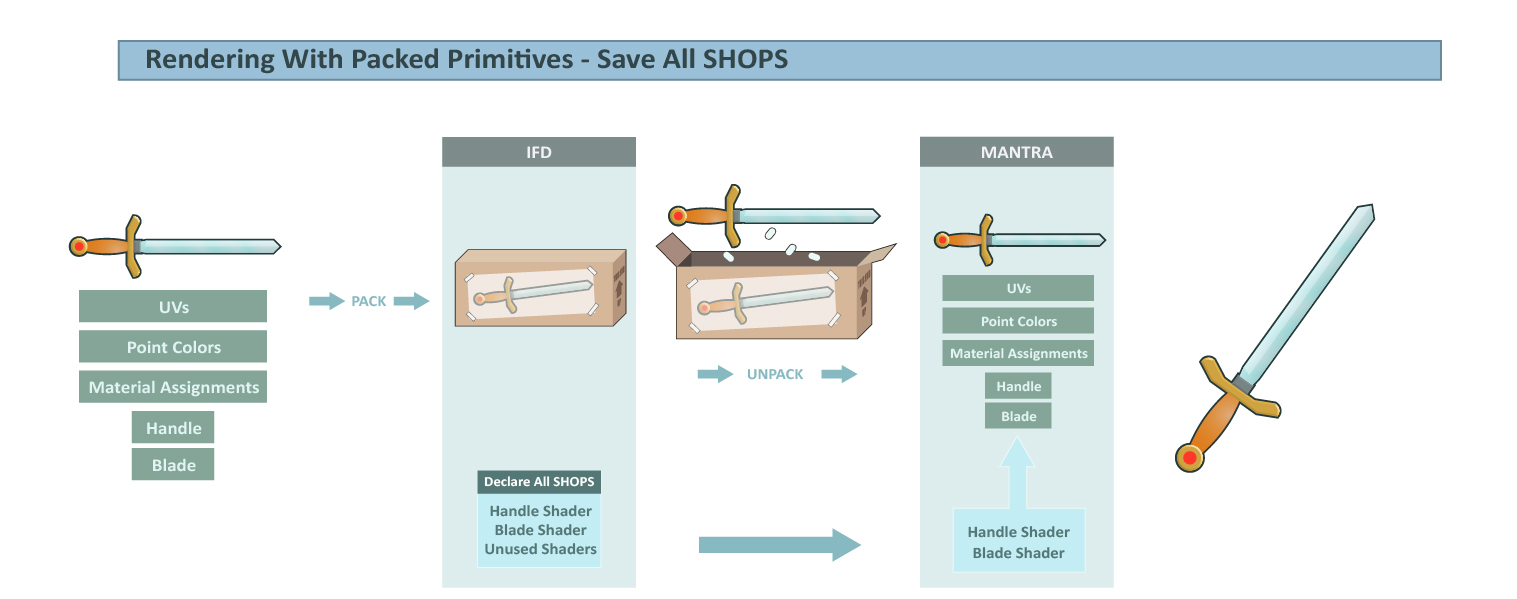 Rendering With Packed Primitives - Save All SHOPS
UVs
Point Colors
Material Assignments
Handle
Blade
PACK
IFD
Declare All SHOPS
Handle Shader
Blade Shader
Unused Shaders
UNPACK
MANTRA
UVs
Point Colors
Material Assignments
Handle
Blade
Handle Shader
Blade Shader